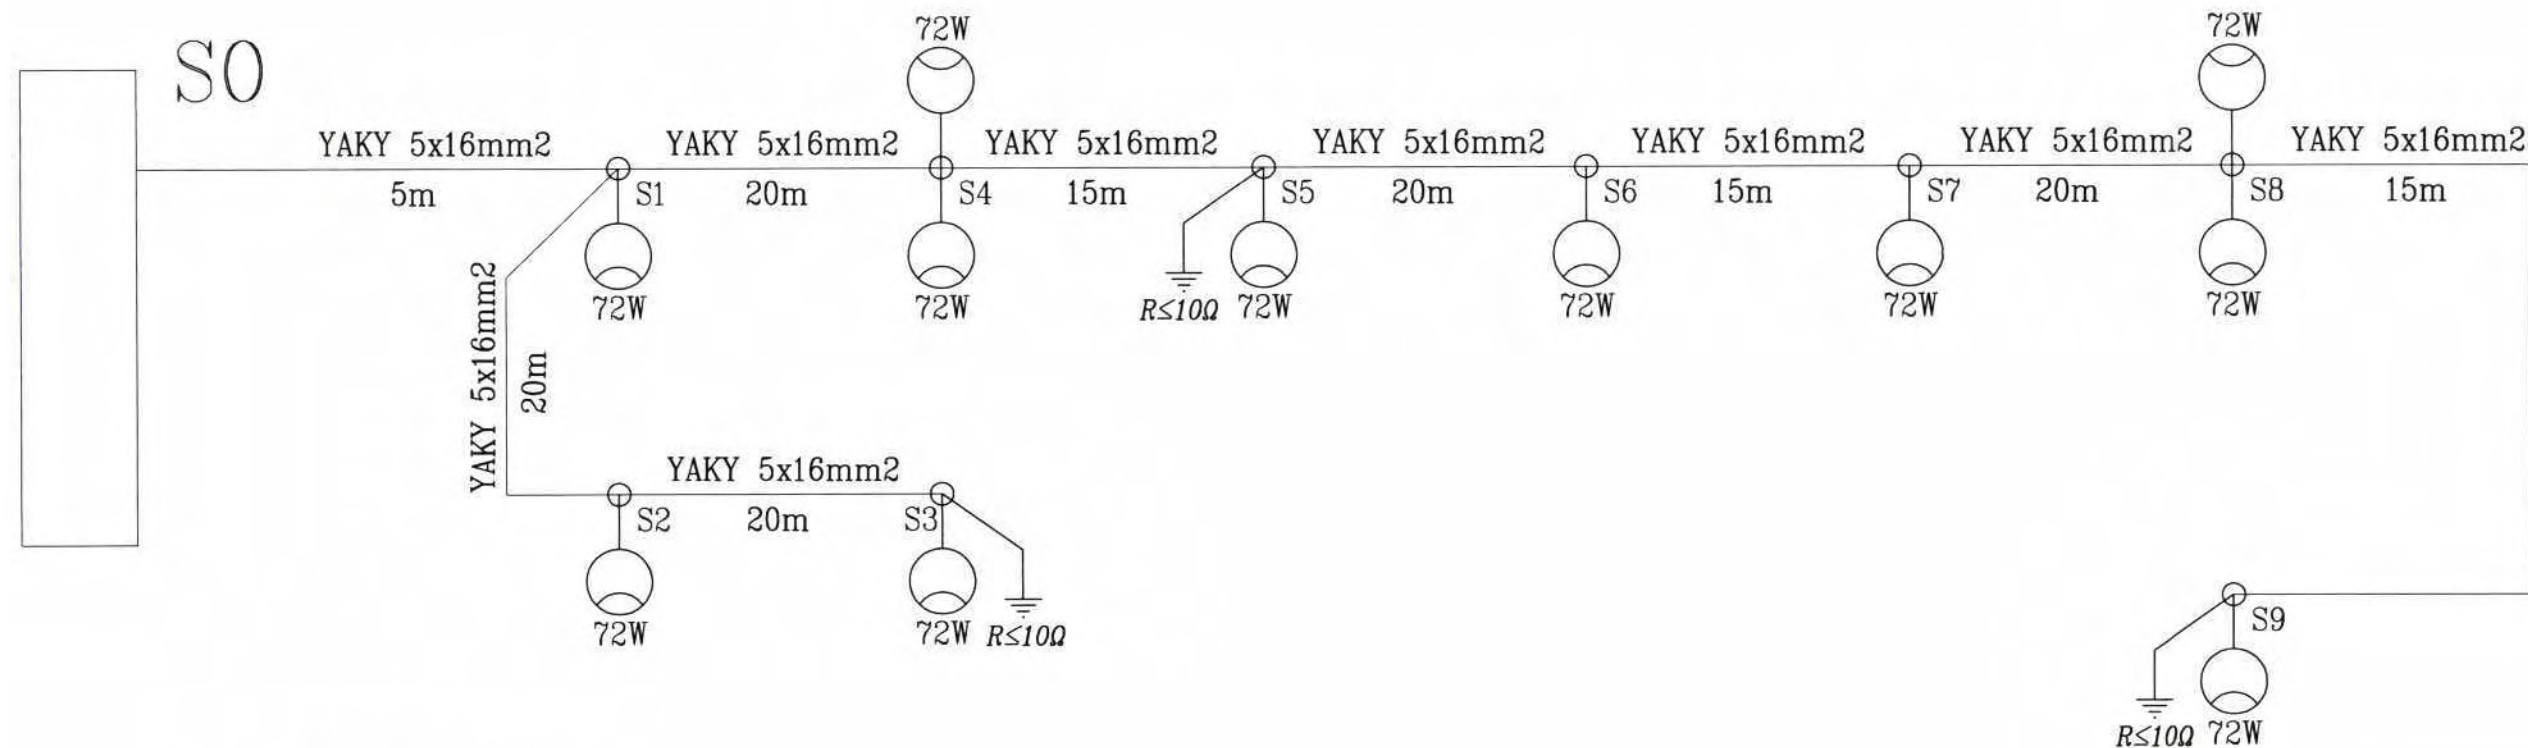 72W
72W
S0
YAKY 5x16mm2
YAKY 5x16mm2
YAKY 5x16mm2
YAKY 5x16mm2
YAKY 5x16mm2
YAKY 5x16mm2
YAKY 5x16mm2
5m
S1
20m
S4
15m
S5
20m
S6
15m
S7
20m
S8
15m
72W
72W
R≤10Ω
72W
72W
72W
72W
YAKY 5x16mm2
20m
YAKY 5x16mm2
S2
20m
S3
72W
72W
R≤10Ω
S9
R≤10Ω
72W